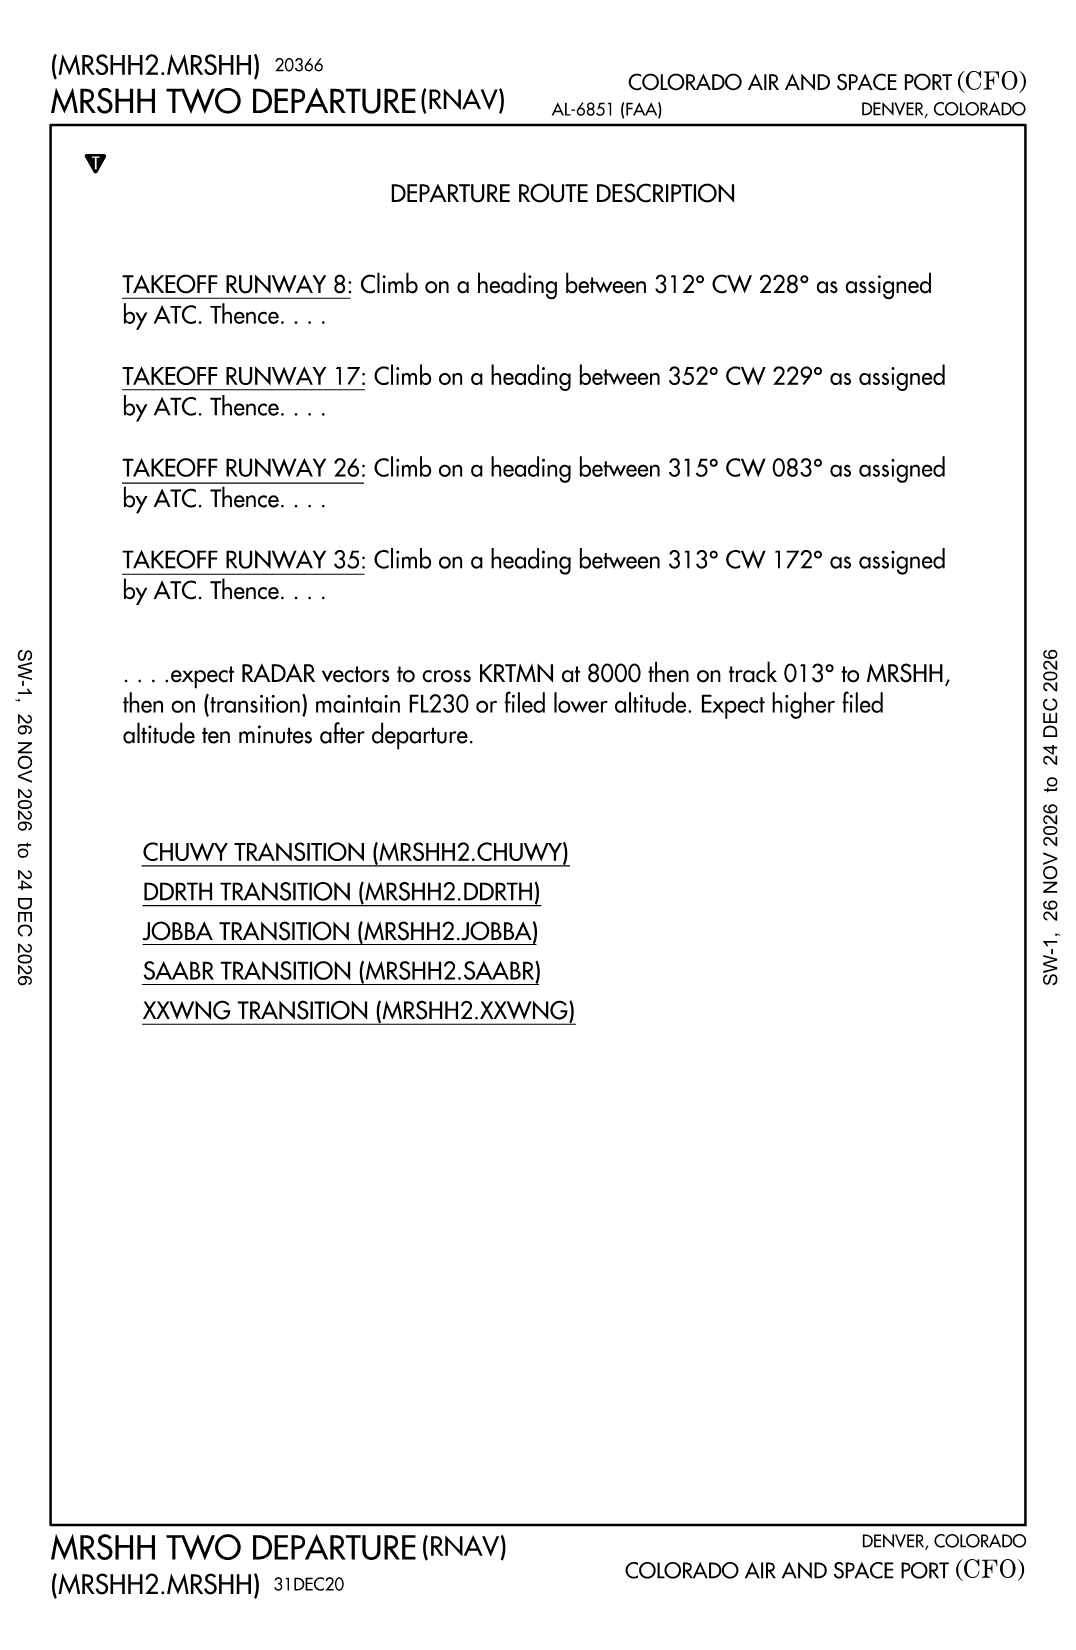 (MRSHH2.MRSHH) 20366
MRSHH TWO DEPARTURE (RNAV)
AL-6851 (FAA)
COLORADO AIR AND SPACE PORT (CFO)
DENVER, COLORADO
T
DEPARTURE ROUTE DESCRIPTION
TAKEOFF RUNWAY 8: Climb on a heading between 312° CW 228° as assigned
by ATC. Thence. . . .
TAKEOFF RUNWAY 17: Climb on a heading between 352° CW 229° as assigned
by ATC. Thence. . . .
TAKEOFF RUNWAY 26: Climb on a heading between 315° CW 083° as assigned
by ATC. Thence. . . .
TAKEOFF RUNWAY 35: Climb on a heading between 313° CW 172° as assigned
by ATC. Thence. . . .
. . . .expect RADAR vectors to cross KRTMN at 8000 then on track 013° to MRSHH,
then on (transition) maintain FL230 or filed lower altitude. Expect higher filed
altitude ten minutes after departure.
CHUWY TRANSITION (MRSHH2.CHUWY)
DDRTH TRANSITION (MRSHH2.DDRTH)
JOBBA TRANSITION (MRSHH2.JOBBA)
SAABR TRANSITION (MRSHH2.SAABR)
XXWNG TRANSITION (MRSHH2.XXWNG)
SW-1, 26 NOV 2026 to 24 DEC 2026
SW-1, 26 NOV 2026 to 24 DEC 2026
MRSHH TWO DEPARTURE (RNAV)
(MRSHH2.MRSHH) 31DEC20
DENVER, COLORADO
COLORADO AIR AND SPACE PORT (CFO)